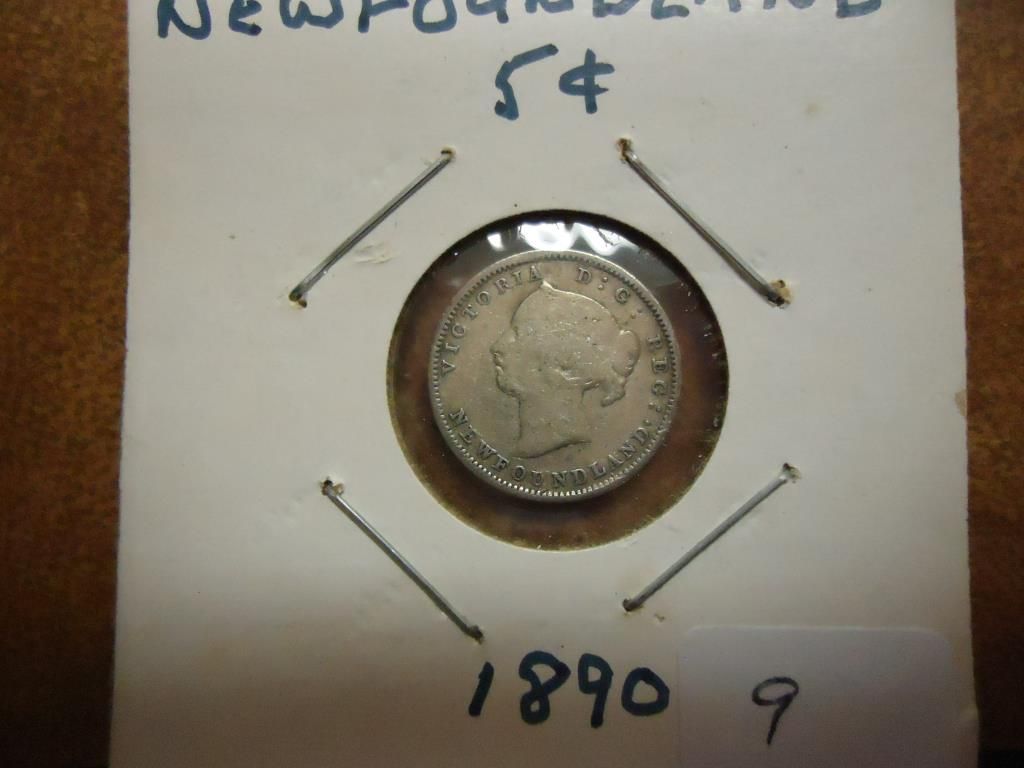 NEWFOUNDLAND
5¢
VICTORIA D:G: REG:
NEWFOUNDLAND:
1890
9